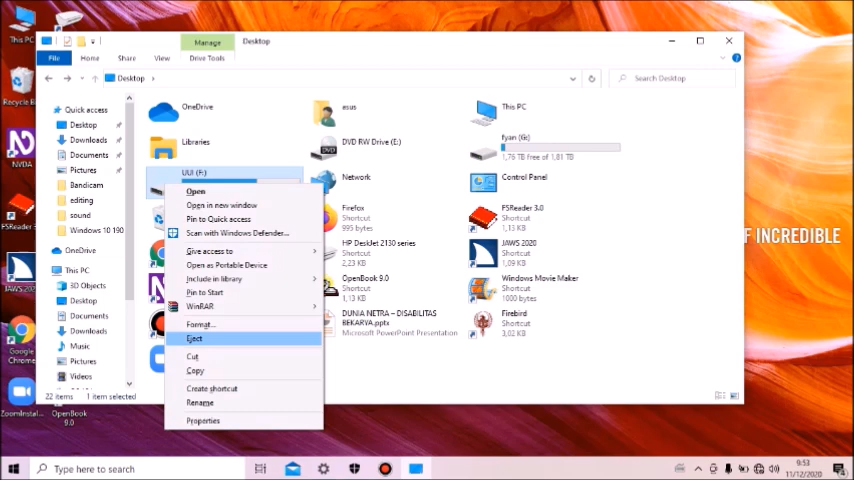 This PC
Recycle B
NVDA
FSReader
JAWS 2020
Google
Chrome
ZoomInstal...
OpenBook
9.0
Manage
Desktop
File
Home
Share
View
Drive Tools
Desktop
Search Desktop
Quick access
Desktop
Downloads
Documents
Pictures
Bandicam
editing
sound
Windows 10 190
OneDrive
This PC
3D Objects
Desktop
Documents
Downloads
Music
Pictures
Videos
OneDrive
asus
This PC
Libraries
DVD RW Drive (E:)
fyan (G:)
1,76 TB free of 1,81 TB
UUI (F:)
Network
Control Panel
Firefox
Shortcut
995 bytes
FSReader 3.0
Shortcut
1,13 KB
HP DeskJet 2130 series
Shortcut
2,23 KB
JAWS 2020
Shortcut
1,09 KB
OpenBook 9.0
Shortcut
1,13 KB
Windows Movie Maker
Shortcut
1000 bytes
DUNIA NETRA – DISABILITAS
BEKARYA.pptx
Microsoft PowerPoint Presentation
Firebird
Shortcut
3,02 KB
Open
Open in new window
Pin to Quick access
Scan with Windows Defender...
Give access to
Open as Portable Device
Include in library
Pin to Start
WinRAR
Format...
Eject
Cut
Copy
Create shortcut
Rename
Properties
22 items
1 item selected
F INCREDIBLE
Type here to search
9:53
11/12/2020
4